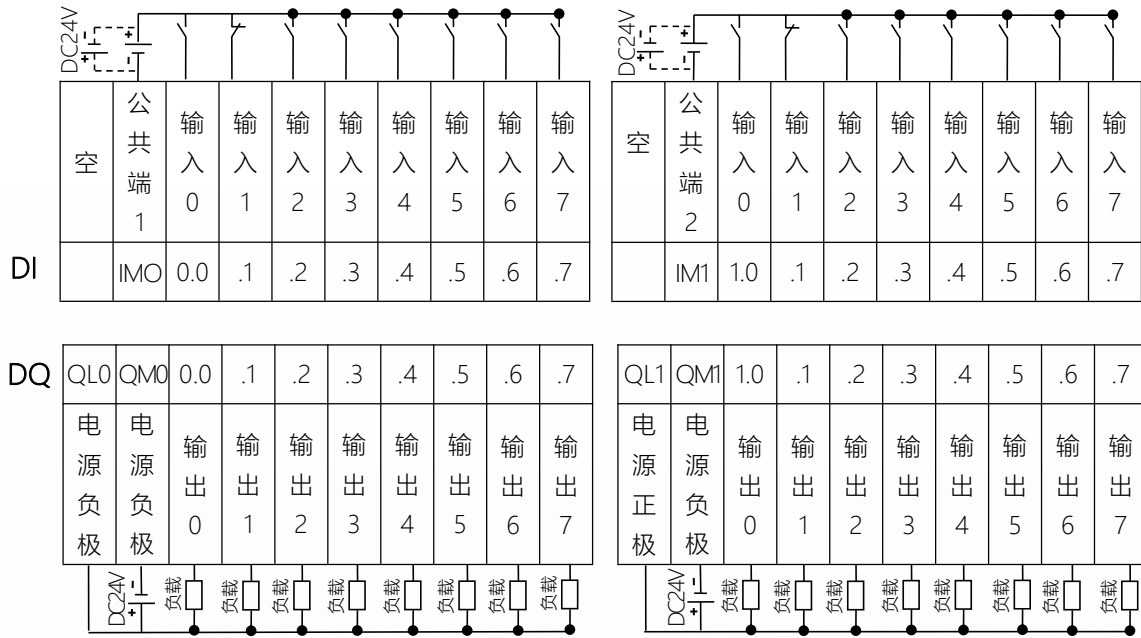 DC24V
DC24V
空 公共端1 输入0 输入1 输入2 输入3 输入4 输入5 输入6 输入7
空 公共端2 输入0 输入1 输入2 输入3 输入4 输入5 输入6 输入7
DI
IMO 0.0 .1 .2 .3 .4 .5 .6 .7
IM1 1.0 .1 .2 .3 .4 .5 .6 .7
DQ
QL0 QM0 0.0 .1 .2 .3 .4 .5 .6 .7
QL1 QM1 1.0 .1 .2 .3 .4 .5 .6 .7
电源负极 电源负极 输出0 输出1 输出2 输出3 输出4 输出5 输出6 输出7
电源正极 电源负极 输出0 输出1 输出2 输出3 输出4 输出5 输出6 输出7
DC24V 负载 负载 负载 负载 负载 负载 负载 负载
DC24V 负载 负载 负载 负载 负载 负载 负载 负载